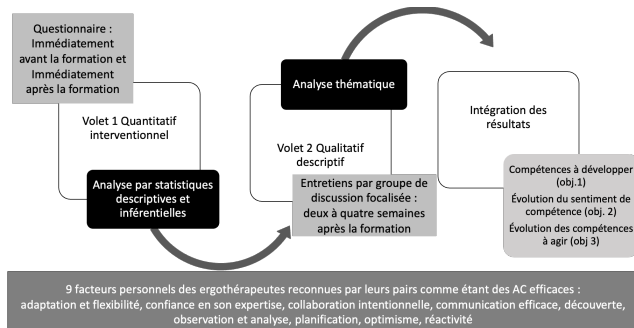 Questionnaire :
Immédiatement
avant la formation et
Immédiatement
après la formation
Volet 1 Quantitatif
interventionnel
Analyse par statistiques
descriptives et
inférentielles
Analyse thématique
Volet 2 Qualitatif
descriptif
Entretiens par groupe de
discussion focalisée :
deux à quatre semaines
après la formation
Intégration des
résultats
Compétences à développer
(obj.1)
Évolution du sentiment de
compétence (obj. 2)
Évolution des compétences
à agir (obj 3)
9 facteurs personnels des ergothérapeutes reconnues par leurs pairs comme étant des AC efficaces :
adaptation et flexibilité, confiance en son expertise, collaboration intentionnelle, communication efficace, découverte,
observation et analyse, planification, optimisme, réactivité